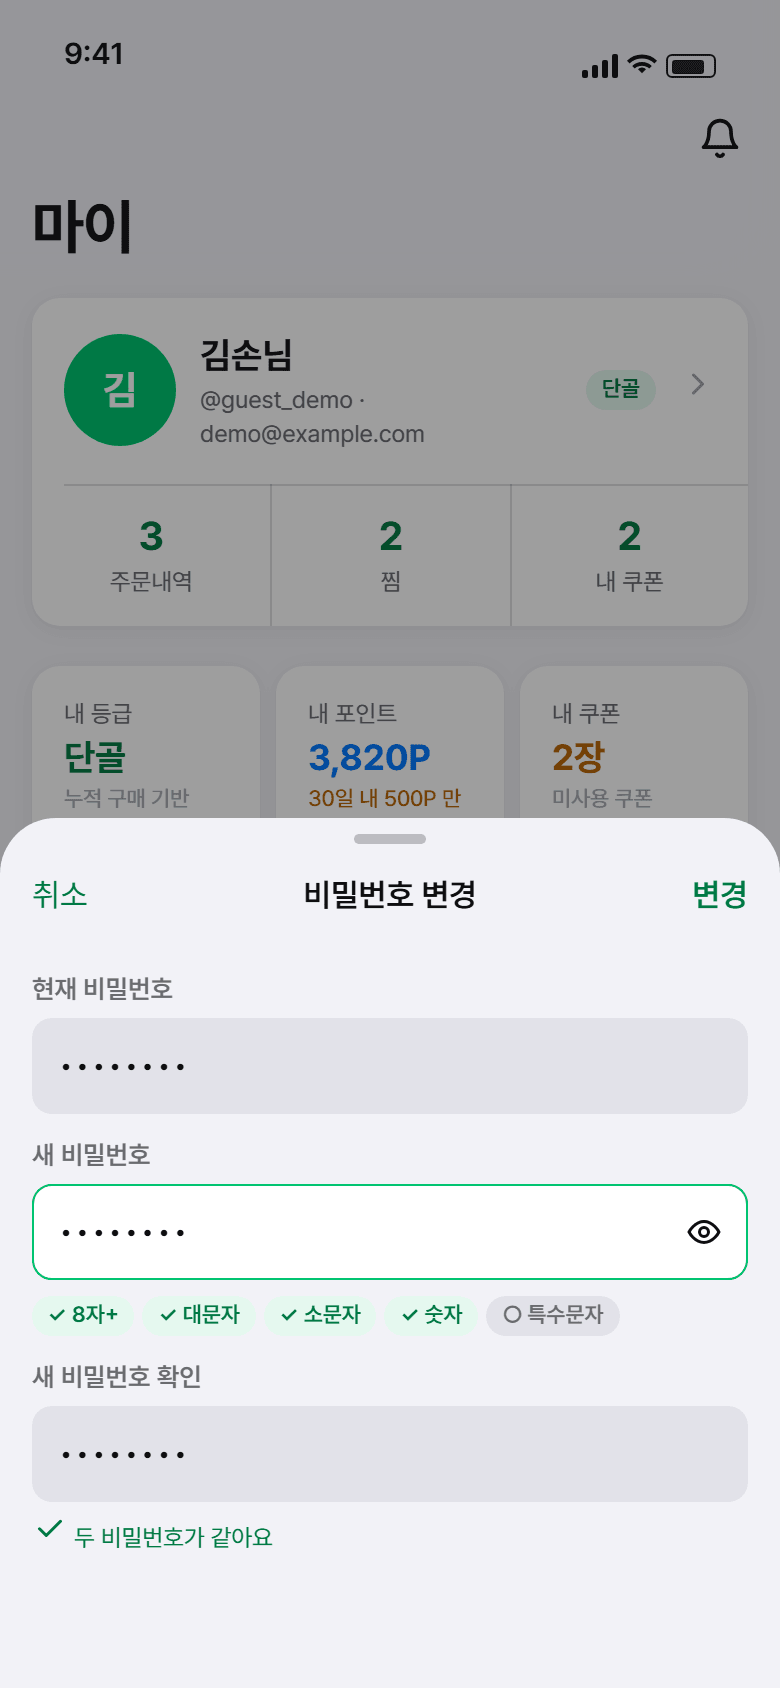 9:41
마이
김
김손님
@guest_demo ·
demo@example.com
단골
3
주문내역
2
찜
2
내 쿠폰
내 등급
단골
누적 구매 기반
내 포인트
3,820P
30일 내 500P 만
내 쿠폰
2장
미사용 쿠폰
취소
비밀번호 변경
변경
현재 비밀번호
••••••••
새 비밀번호
••••••••
8자+
대문자
소문자
숫자
특수문자
새 비밀번호 확인
••••••••
두 비밀번호가 같아요